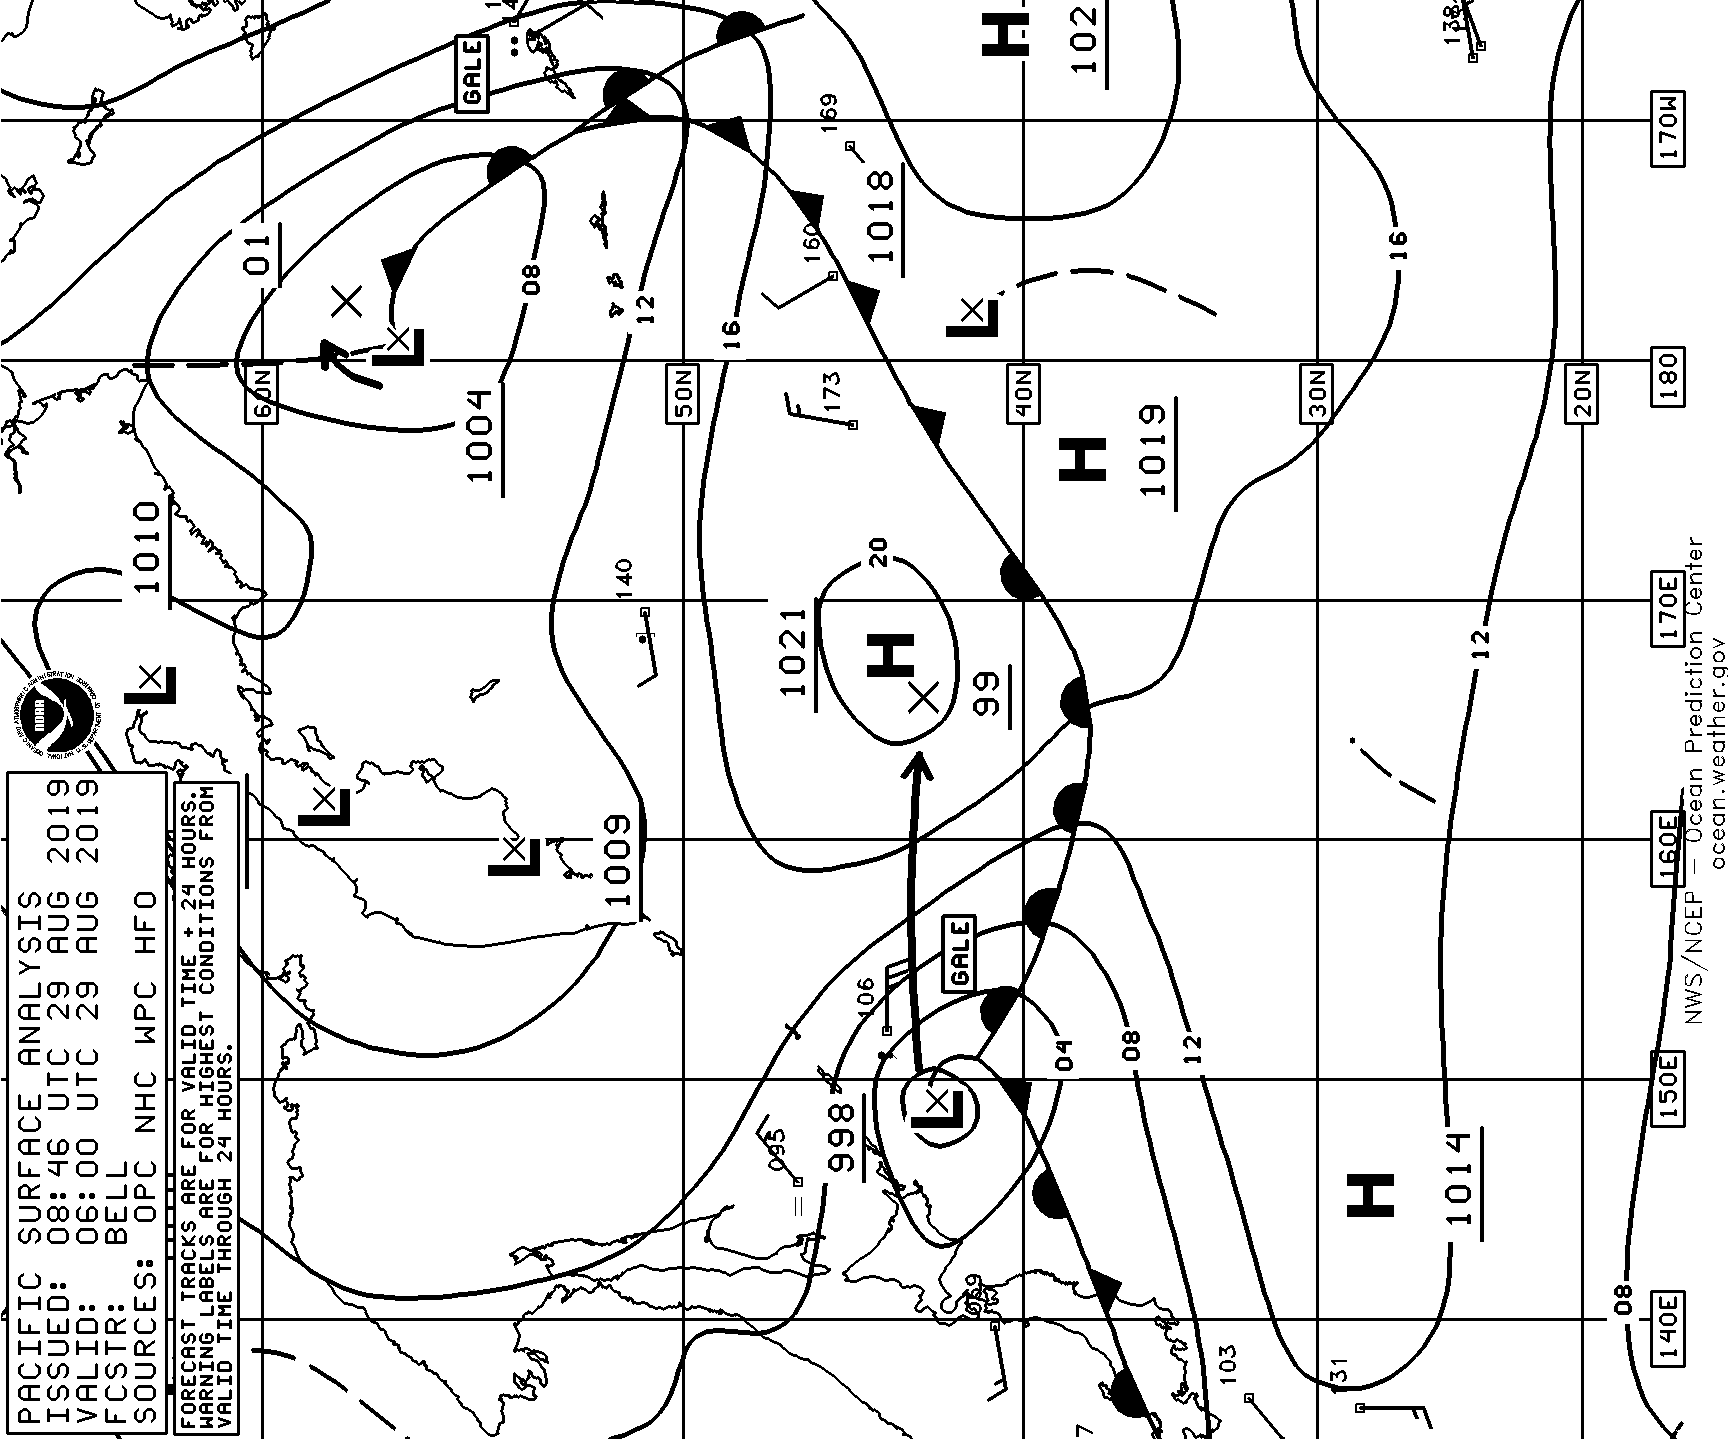 PACIFIC SURFACE ANALYSIS
ISSUED: 08:46 UTC 29 AUG 2019
VALID: 06:00 UTC 29 AUG 2019
FCSTR: BELL
SOURCES: OPC NHC WPC HFO
FORECAST TRACKS ARE FOR VALID TIME + 24 HOURS.
WARNING LABELS ARE FOR HIGHEST CONDITIONS FROM
VALID TIME THROUGH 24 HOURS.
NOAA
L
1010
L
L
1009
60N
01
L
1004
08
GALE
12
140
50N
16
1021
H
20
99
173
160
169
1018
L
106
GALE
998
L
095
04
08
12
40N
H
1019
H
102
16
30N
138
H
1014
12
20N
103
31
08
140E
150E
160E
170E
180
170W
NWS/NCEP – Ocean Prediction Center
ocean.weather.gov